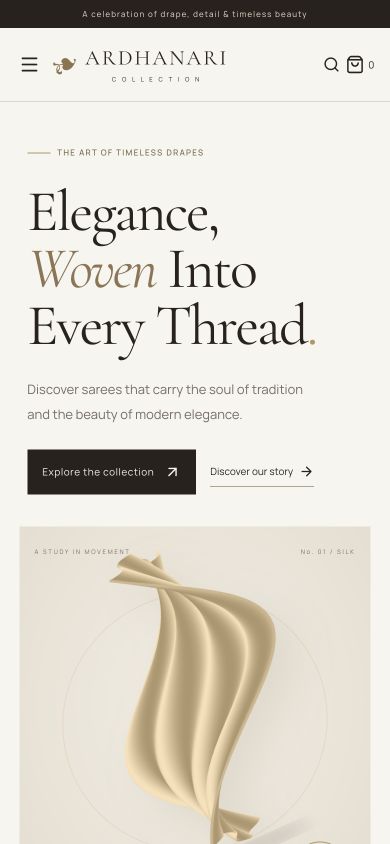 A celebration of drape, detail & timeless beauty
ARDHANARI
COLLECTION
0
THE ART OF TIMELESS DRAPES
Elegance,
Woven Into
Every Thread.
Discover sarees that carry the soul of tradition
and the beauty of modern elegance.
Explore the collection
Discover our story
A STUDY IN MOVEMENT
No. 01 / SILK